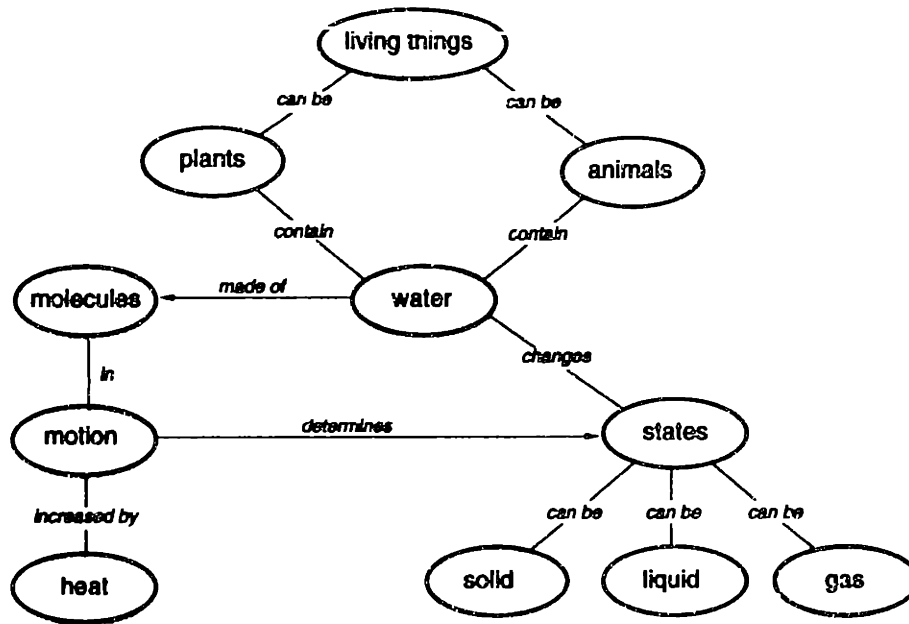 living things
can be
can be
plants
animals
contain
contain
made of
molecules
water
changes
in
motion
determines
states
increased by
can be
can be
can be
heat
solid
liquid
gas